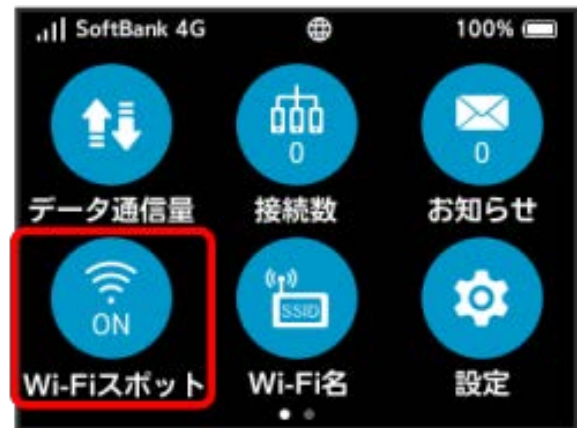 SoftBank 4G 100%
0 0
データ通信量 接続数 お知らせ
ON SSID
Wi-Fiスポット Wi-Fi名 設定